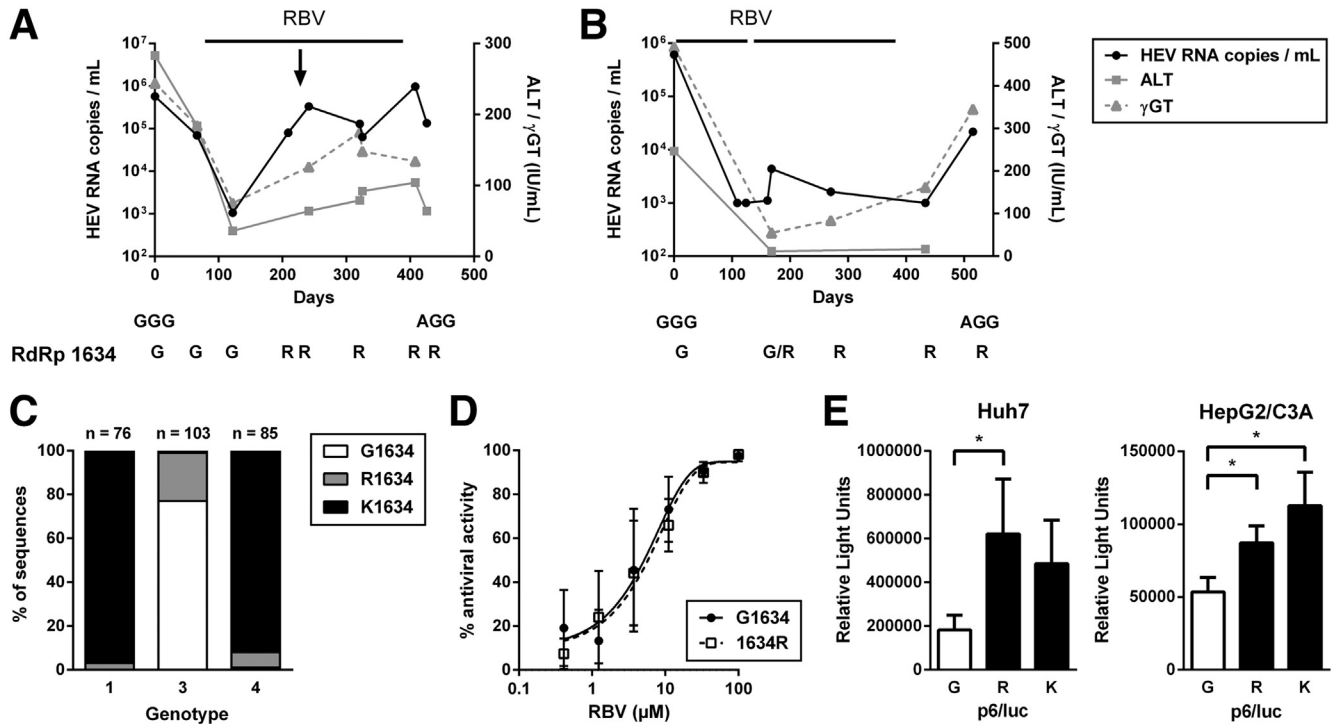 A
RBV
10⁷
10⁶
10⁵
10⁴
10³
10²
HEV RNA copies / mL
300
200
100
0
ALT / γGT (IU/mL)
0 100 200 300 400 500
Days
GGG AGG
RdRp 1634 G G G R R R R R
B
RBV
10⁶
10⁵
10⁴
10³
10²
HEV RNA copies / mL
500
400
300
200
100
0
ALT / γGT (IU/mL)
0 100 200 300 400 500
Days
GGG AGG
G G/R R R R
HEV RNA copies / mL
ALT
γGT
C
n = 76 n = 103 n = 85
100
80
60
40
20
0
% of sequences
1 3 4
Genotype
G1634
R1634
K1634
D
100
80
60
40
20
0
% antiviral activity
0.1 1 10 100
RBV (μM)
G1634
1634R
E
Huh7
*
1000000
800000
600000
400000
200000
0
Relative Light Units
G R K
p6/luc
HepG2/C3A
*
*
150000
100000
50000
0
Relative Light Units
G R K
p6/luc